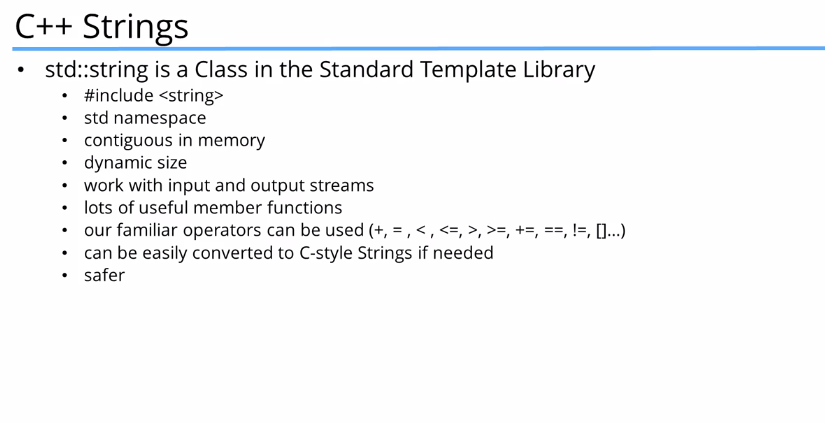 C++ Strings
• std::string is a Class in the Standard Template Library
• #include <string>
• std namespace
• contiguous in memory
• dynamic size
• work with input and output streams
• lots of useful member functions
• our familiar operators can be used (+, = , < , <=, >, >=, +=, ==, !=, []...)
• can be easily converted to C-style Strings if needed
• safer